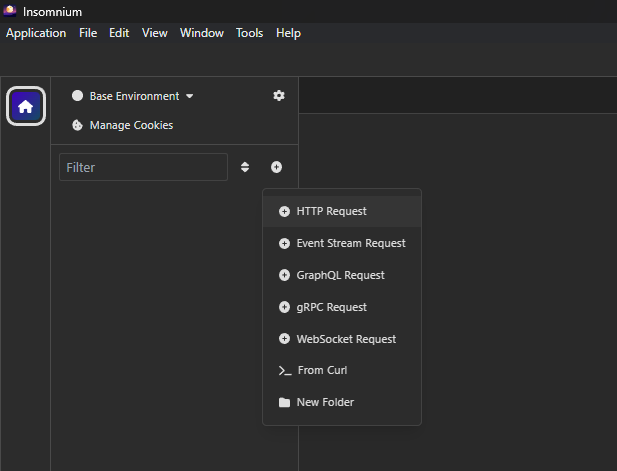 Insomnium
Application File Edit View Window Tools Help
Base Environment
Manage Cookies
Filter
HTTP Request
Event Stream Request
GraphQL Request
gRPC Request
WebSocket Request
From Curl
New Folder